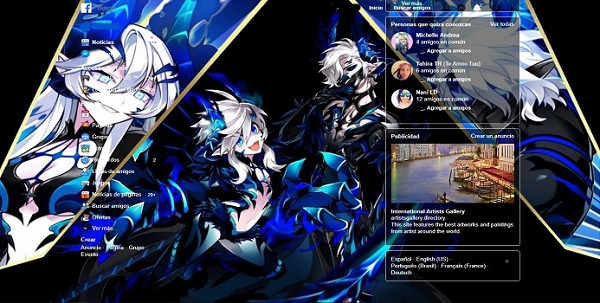 f
Inicio
Ver más
Buscar amigos
Noticias
Grupos
2
Listas de amigos
Juegos
Noticias de páginas 20+
Buscar amigos
Ofertas
Ver más...
Crear
Anuncio · Página · Grupo ·
Evento
Personas que quizá conozcas Ver todas
Michelle Andrea
4 amigos en común
Agregar a amigos
Tahira TR (Te Amoo Tau)
6 amigos en común
Agregar a amigos
Nani LD
12 amigos en común
Agregar a amigos
Publicidad Crear un anuncio
International Artists Gallery
artistsgallery.directory
This site features the best artworks and paintings
from artist around the world
Español · English (US) ·
Português (Brasil) · Français (France) ·
Deutsch
+